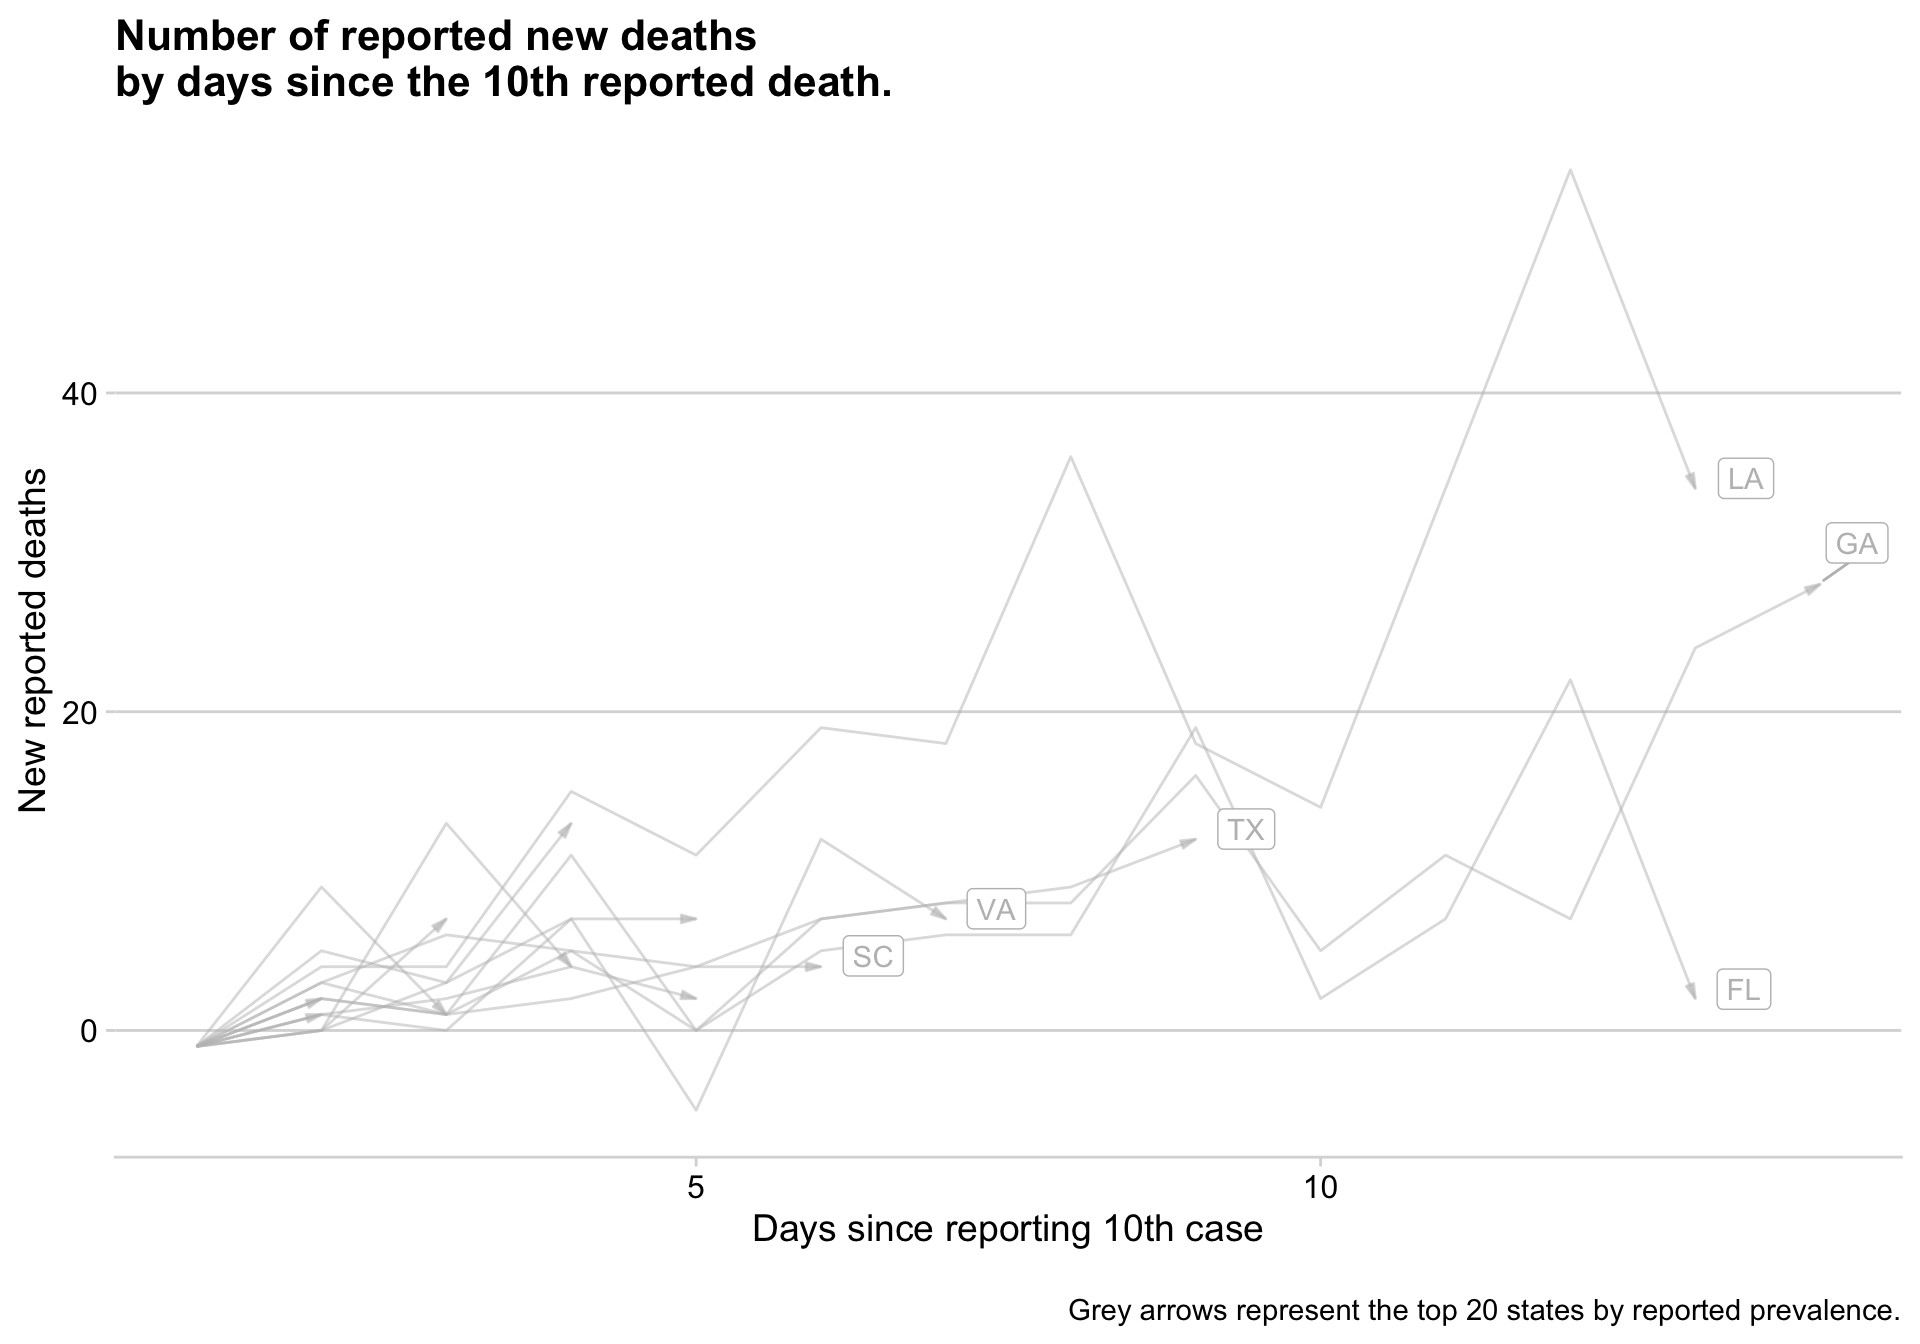 Number of reported new deaths
by days since the 10th reported death.
40
20
0
New reported deaths
LA
GA
TX
VA
SC
FL
5
10
Days since reporting 10th case
Grey arrows represent the top 20 states by reported prevalence.